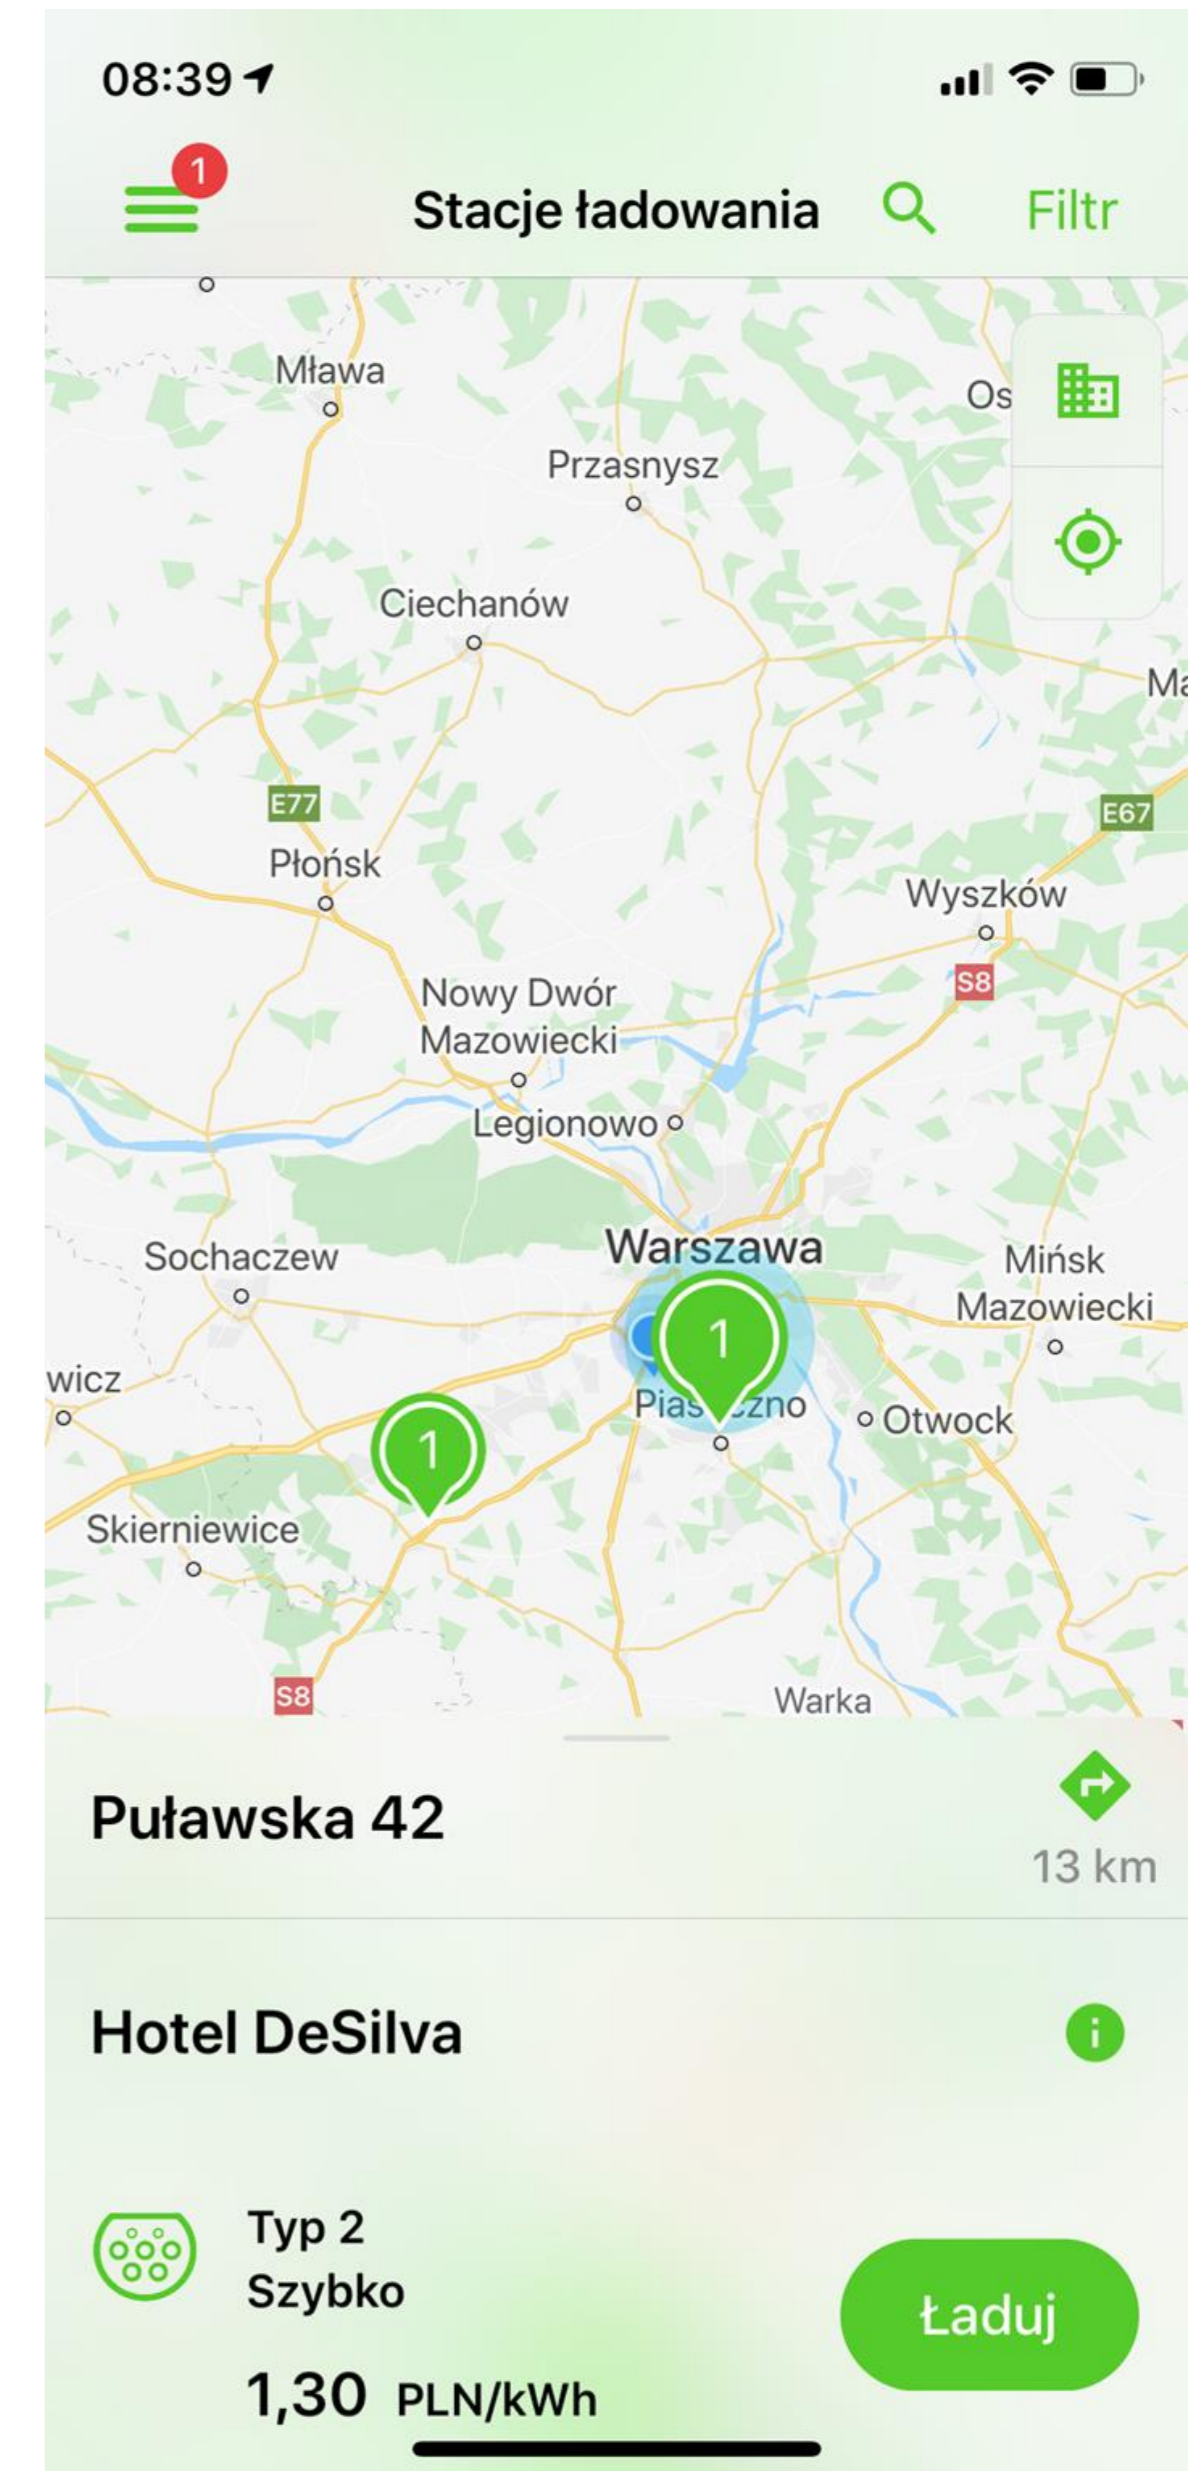 08:39
1
Stacje ładowania
Filtr
Mława
Os
Przasnysz
Ciechanów
Ma
E77
E67
Płońsk
Wyszków
S8
Nowy Dwór
Mazowiecki
Legionowo
Warszawa
Sochaczew
Mińsk
Mazowiecki
1
wicz
Otwock
1
Skierniewice
S8
Warka
Puławska 42
13 km
Hotel DeSilva
i
Typ 2
Szybko
Ładuj
1,30 PLN/kWh